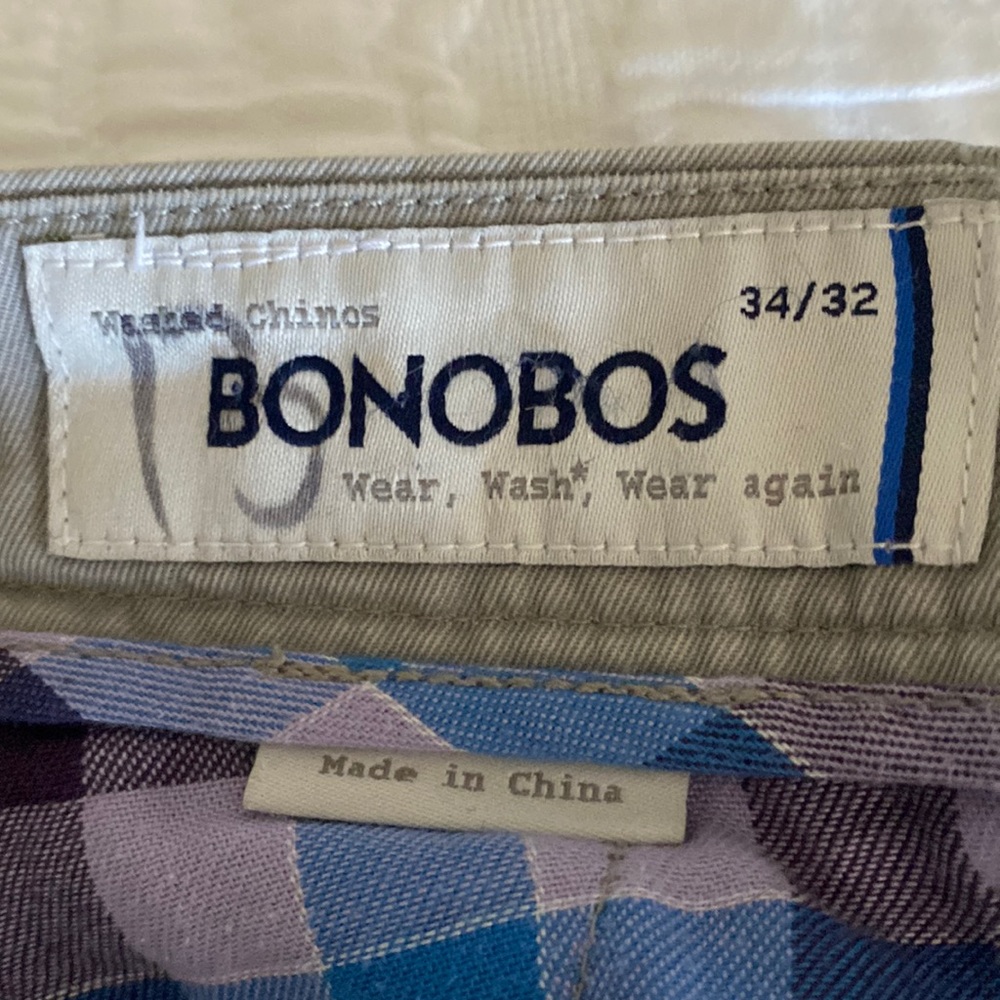 Washed Chinos
34/32
BONOBOS
Wear, Wash*, Wear again
Made in China